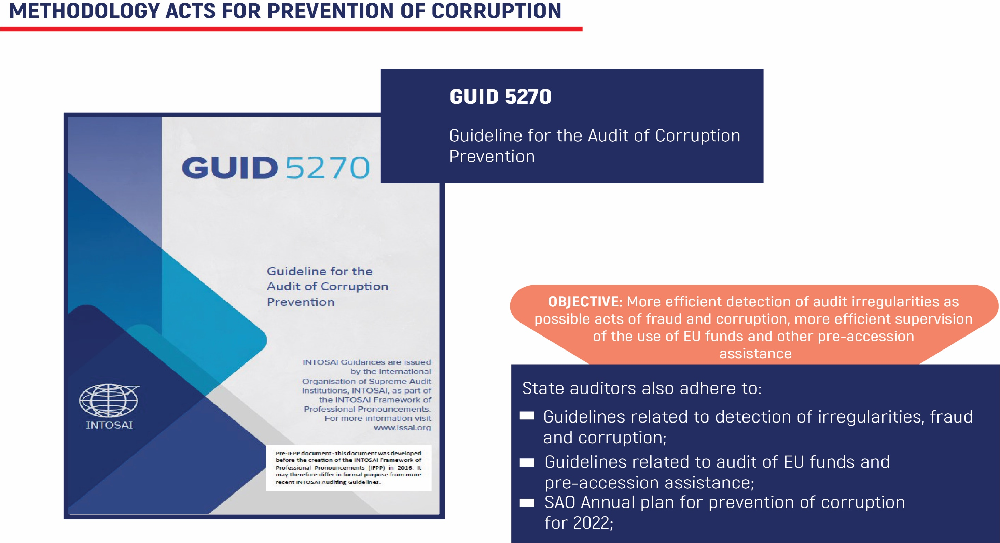 METHODOLOGY ACTS FOR PREVENTION OF CORRUPTION
GUID 5270
Guideline for the Audit of Corruption
Prevention
GUID 5270
Guideline for the
Audit of Corruption
Prevention
INTOSAI Guidances are issued
by the International
Organisation of Supreme Audit
Institutions, INTOSAI, as part of
the INTOSAI Framework of
Professional Pronouncements.
For more information visit
www.issai.org
INTOSAI
Pre-IFPP document - this document was developed
before the creation of the INTOSAI Framework of
Professional Pronouncements (IFPP) in 2016. It
may therefore differ in formal purpose from more
recent INTOSAI Auditing Guidelines.
OBJECTIVE: More efficient detection of audit irregularities as
possible acts of fraud and corruption, more efficient supervision
of the use of EU funds and other pre-accession
assistance
State auditors also adhere to:
Guidelines related to detection of irregularities, fraud
and corruption;
Guidelines related to audit of EU funds and
pre-accession assistance;
SAO Annual plan for prevention of corruption
for 2022;